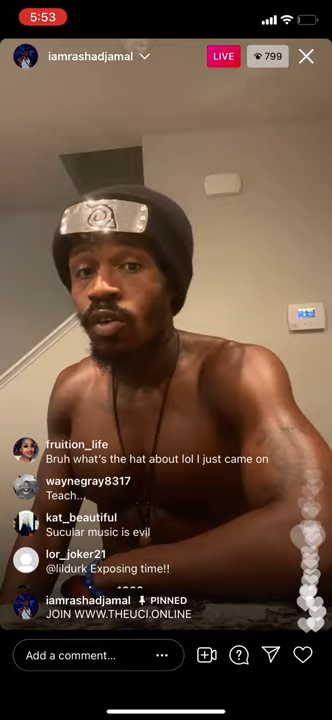 5:53
iamrashadjamal
LIVE
799
fruition_life
Bruh what's the hat about lol I just came on
waynegray8317
Teach...
kat_beautiful
Sucular music is evil
lor_joker21
@lildurk Exposing time!!
iamrashadjamal PINNED
JOIN WWW.THEUCI.ONLINE
Add a comment...